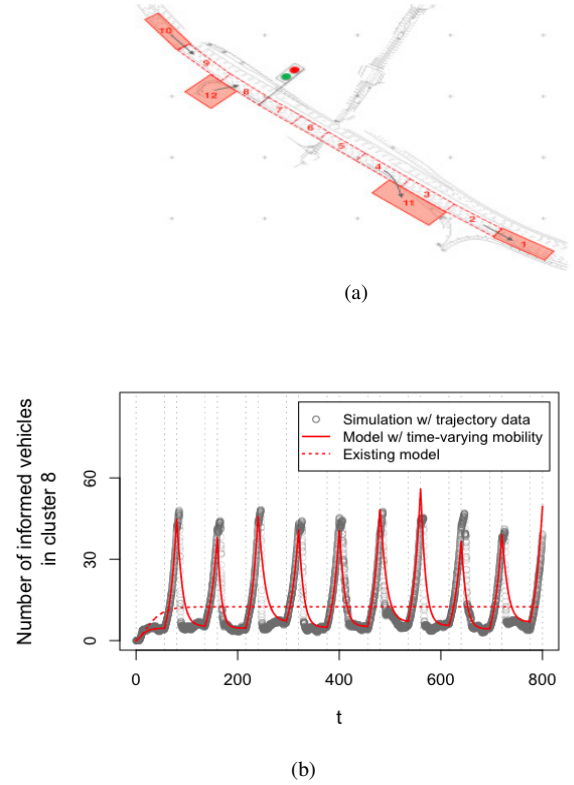 10
9
12
8
7
6
5
4
3
11
2
1
(a)
Number of informed vehicles
in cluster 8
60
30
0
Simulation w/ trajectory data
Model w/ time-varying mobility
Existing model
0 200 400 600 800
t
(b)